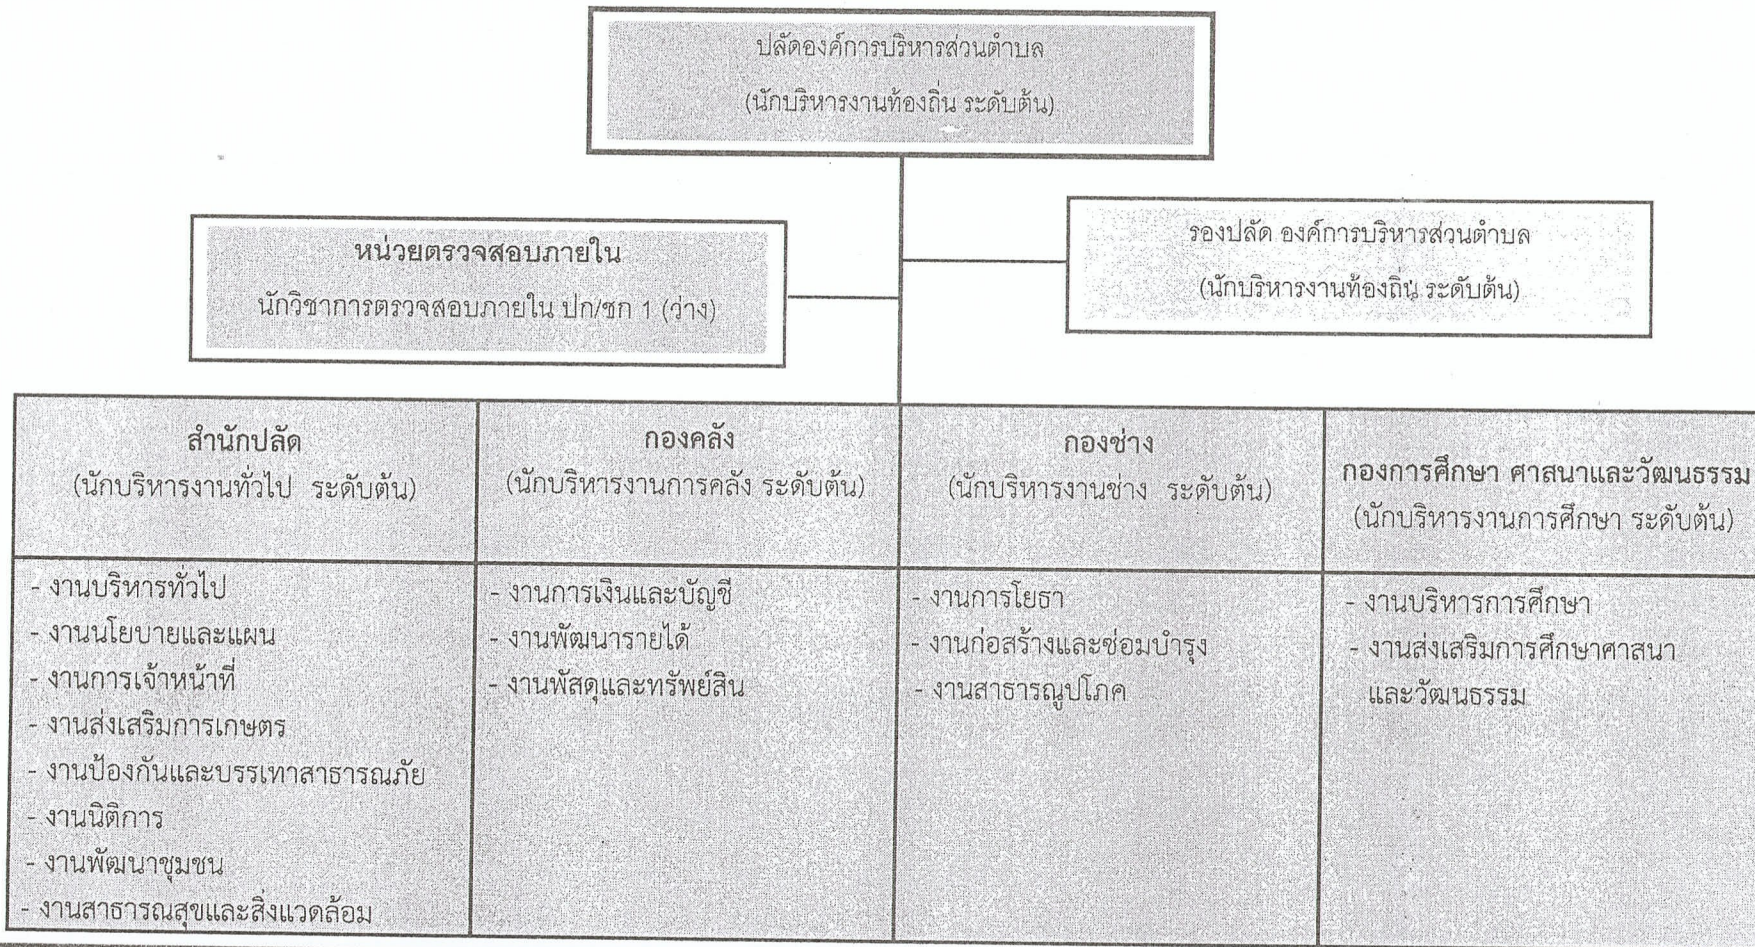 ปลัดองค์การบริหารส่วนตำบล
(นักบริหารงานท้องถิ่น ระดับต้น)
หน่วยตรวจสอบภายใน
นักวิชาการตรวจสอบภายใน ปก/ชก 1 (ว่าง)
รองปลัด องค์การบริหารส่วนตำบล
(นักบริหารงานท้องถิ่น ระดับต้น)
สำนักปลัด
(นักบริหารงานทั่วไป ระดับต้น)
- งานบริหารทั่วไป
- งานนโยบายและแผน
- งานการเจ้าหน้าที่
- งานส่งเสริมการเกษตร
- งานป้องกันและบรรเทาสาธารณภัย
- งานนิติการ
- งานพัฒนาชุมชน
- งานสาธารณสุขและสิ่งแวดล้อม
กองคลัง
(นักบริหารงานการคลัง ระดับต้น)
- งานการเงินและบัญชี
- งานพัฒนารายได้
- งานพัสดุและทรัพย์สิน
กองช่าง
(นักบริหารงานช่าง ระดับต้น)
- งานการโยธา
- งานก่อสร้างและซ่อมบำรุง
- งานสาธารณูปโภค
กองการศึกษา ศาสนาและวัฒนธรรม
(นักบริหารงานการศึกษา ระดับต้น)
- งานบริหารการศึกษา
- งานส่งเสริมการศึกษาศาสนา
และวัฒนธรรม